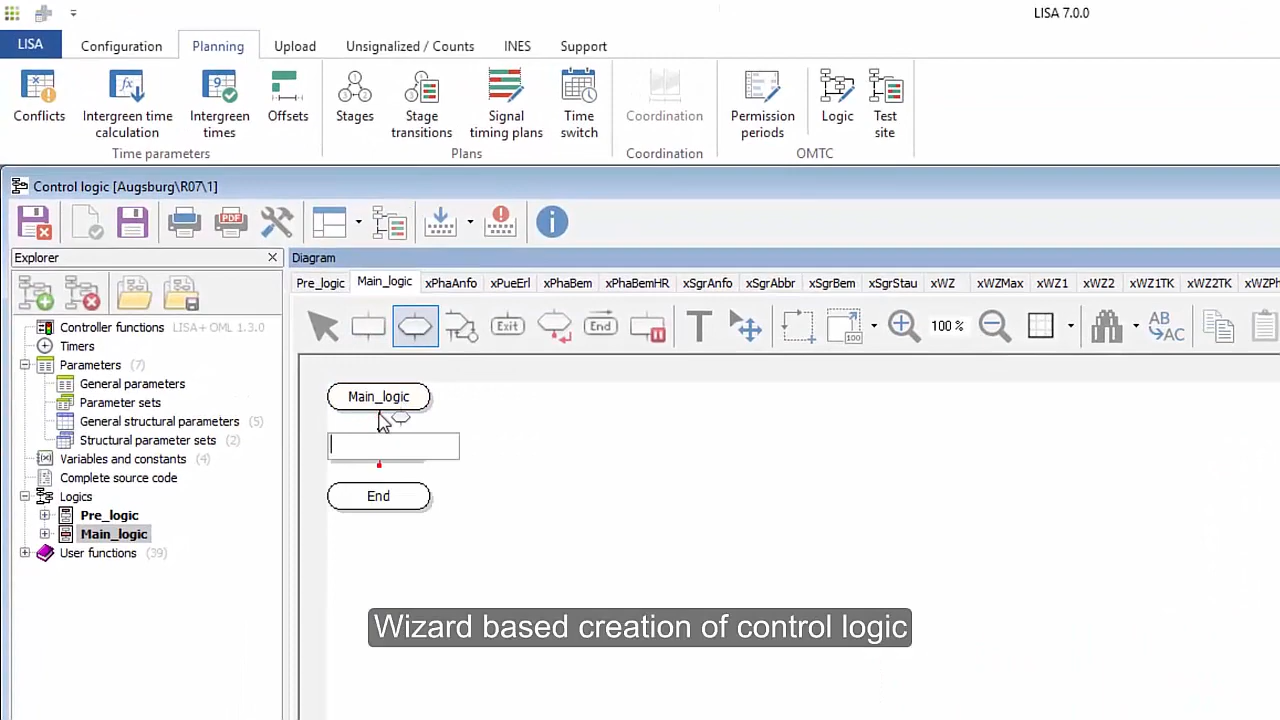 LISA 7.0.0
LISA Configuration Planning Upload Unsignalized / Counts INES Support
Conflicts Intergreen time calculation Intergreen times Offsets Stages Stage transitions Signal timing plans Time switch Coordination Permission periods Logic Test site
Time parameters Plans Coordination OMTC
Control logic [Augsburg\R07\1]
Explorer
Diagram
Pre_logic Main_logic xPhaAnfo xPueErl xPhaBem xPhaBemHR xSgrAnfo xSgrAbbr xSgrBem xSgrStau xWZ xWZMax xWZ1 xWZ2 xWZ1TK xWZ2TK xWZPh
Exit End 100 100 % AB AC
Controller functions LISA+ OML 1.3.0
Timers
Parameters (7)
General parameters
Parameter sets
General structural parameters (5)
Structural parameter sets (2)
Variables and constants (4)
Complete source code
Logics
Pre_logic
Main_logic
User functions (39)
Main_logic
End
Wizard based creation of control logic